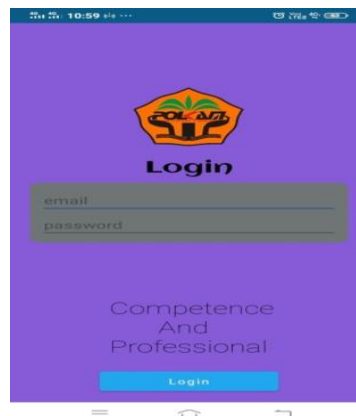 10:59
POLKAM
Login
email
password
Competence
And
Professional
Login